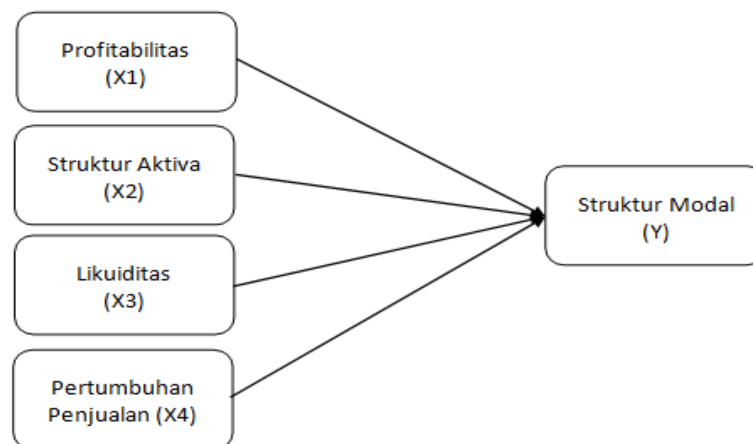 Profitabilitas
(X1)
Struktur Aktiva
(X2)
Likuiditas
(X3)
Pertumbuhan
Penjualan (X4)
Struktur Modal
(Y)